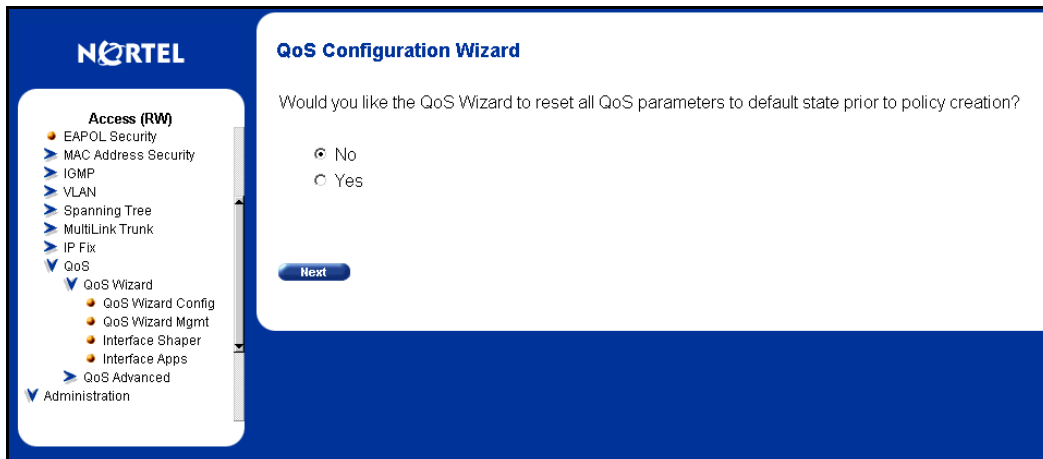 NORTEL
Access (RW)
EAPOL Security
MAC Address Security
IGMP
VLAN
Spanning Tree
MultiLink Trunk
IP Fix
QoS
QoS Wizard
QoS Wizard Config
QoS Wizard Mgmt
Interface Shaper
Interface Apps
QoS Advanced
Administration
QoS Configuration Wizard
Would you like the QoS Wizard to reset all QoS parameters to default state prior to policy creation?
No
Yes
Next